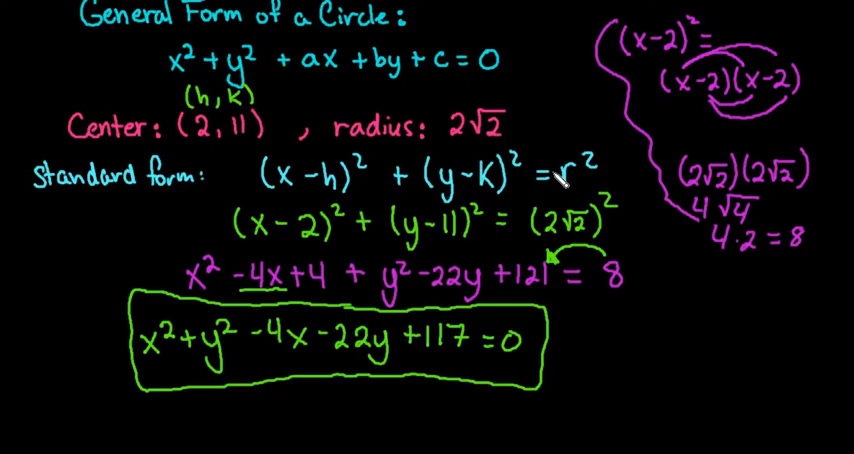 General Form of a Circle:
x² + y² + ax + by + c = 0
(h, k)
Center: (2, 11) , radius: 2√2
Standard form: (x - h)² + (y - k)² = r²
(x - 2)² + (y - 11)² = (2√2)²
x² - 4x + 4 + y² - 22y + 121 = 8
x² + y² - 4x - 22y + 117 = 0
(x - 2)² =
(x - 2)(x - 2)
(2√2)(2√2)
4√4
4 · 2 = 8